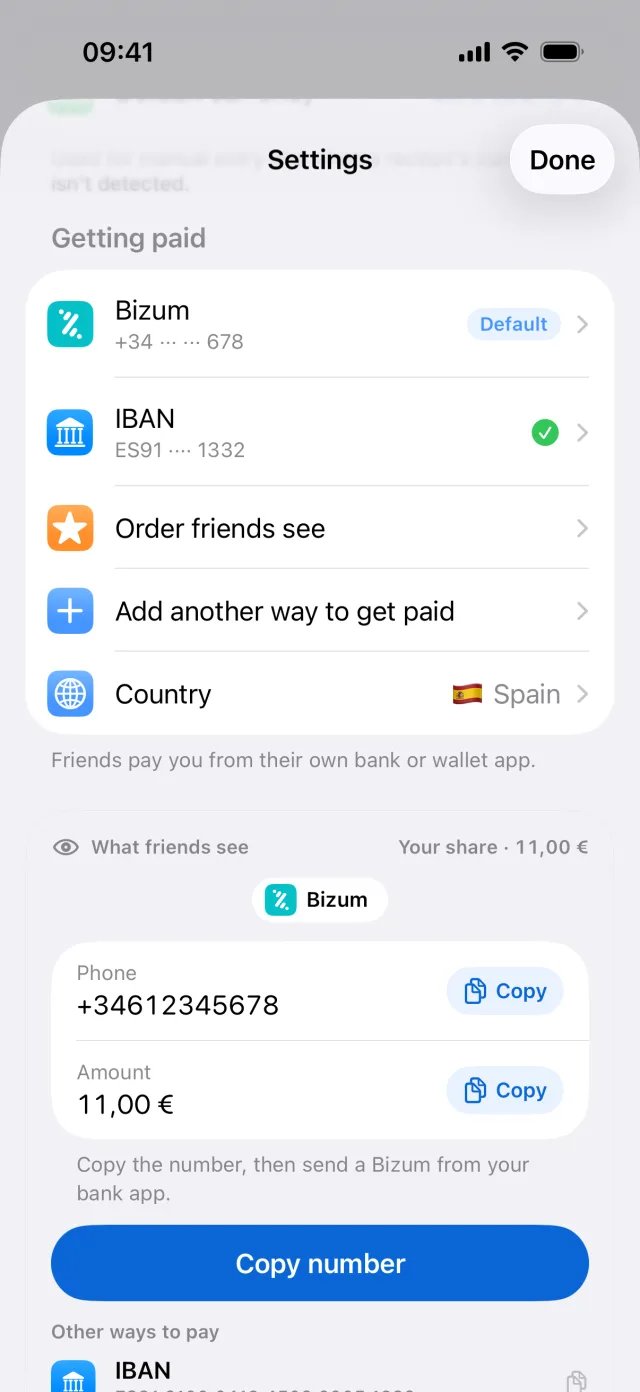 09:41
Settings
Done
isn't detected.
Getting paid
Bizum
+34 ··· ··· 678
Default
IBAN
ES91 ···· 1332
Order friends see
Add another way to get paid
Country
Spain
Friends pay you from their own bank or wallet app.
What friends see
Your share · 11,00 €
Bizum
Phone
+34612345678
Copy
Amount
11,00 €
Copy
Copy the number, then send a Bizum from your
bank app.
Copy number
Other ways to pay
IBAN